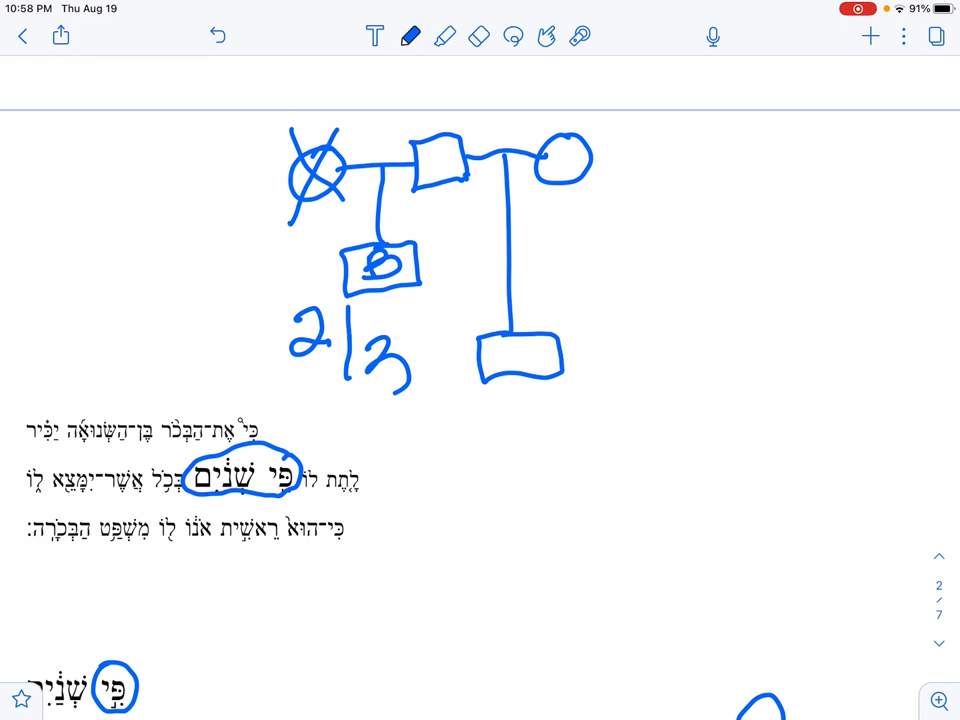 10:58 PM Thu Aug 19
91%
B
2/3
כִּי֩ אֶת־הַבְּכֹ֨ר בֶּן־הַשְּׂנוּאָ֜ה יַכִּ֗יר
לָ֤תֶת לוֹ֙ פִּ֣י שְׁנַ֔יִם בְּכֹ֥ל אֲשֶׁר־יִמָּצֵ֖א ל֑וֹ
כִּי־הוּא֙ רֵאשִׁ֣ית אֹנ֔וֹ ל֖וֹ מִשְׁפַּ֥ט הַבְּכֹרָֽה׃
2
/
7
פִּ֣י